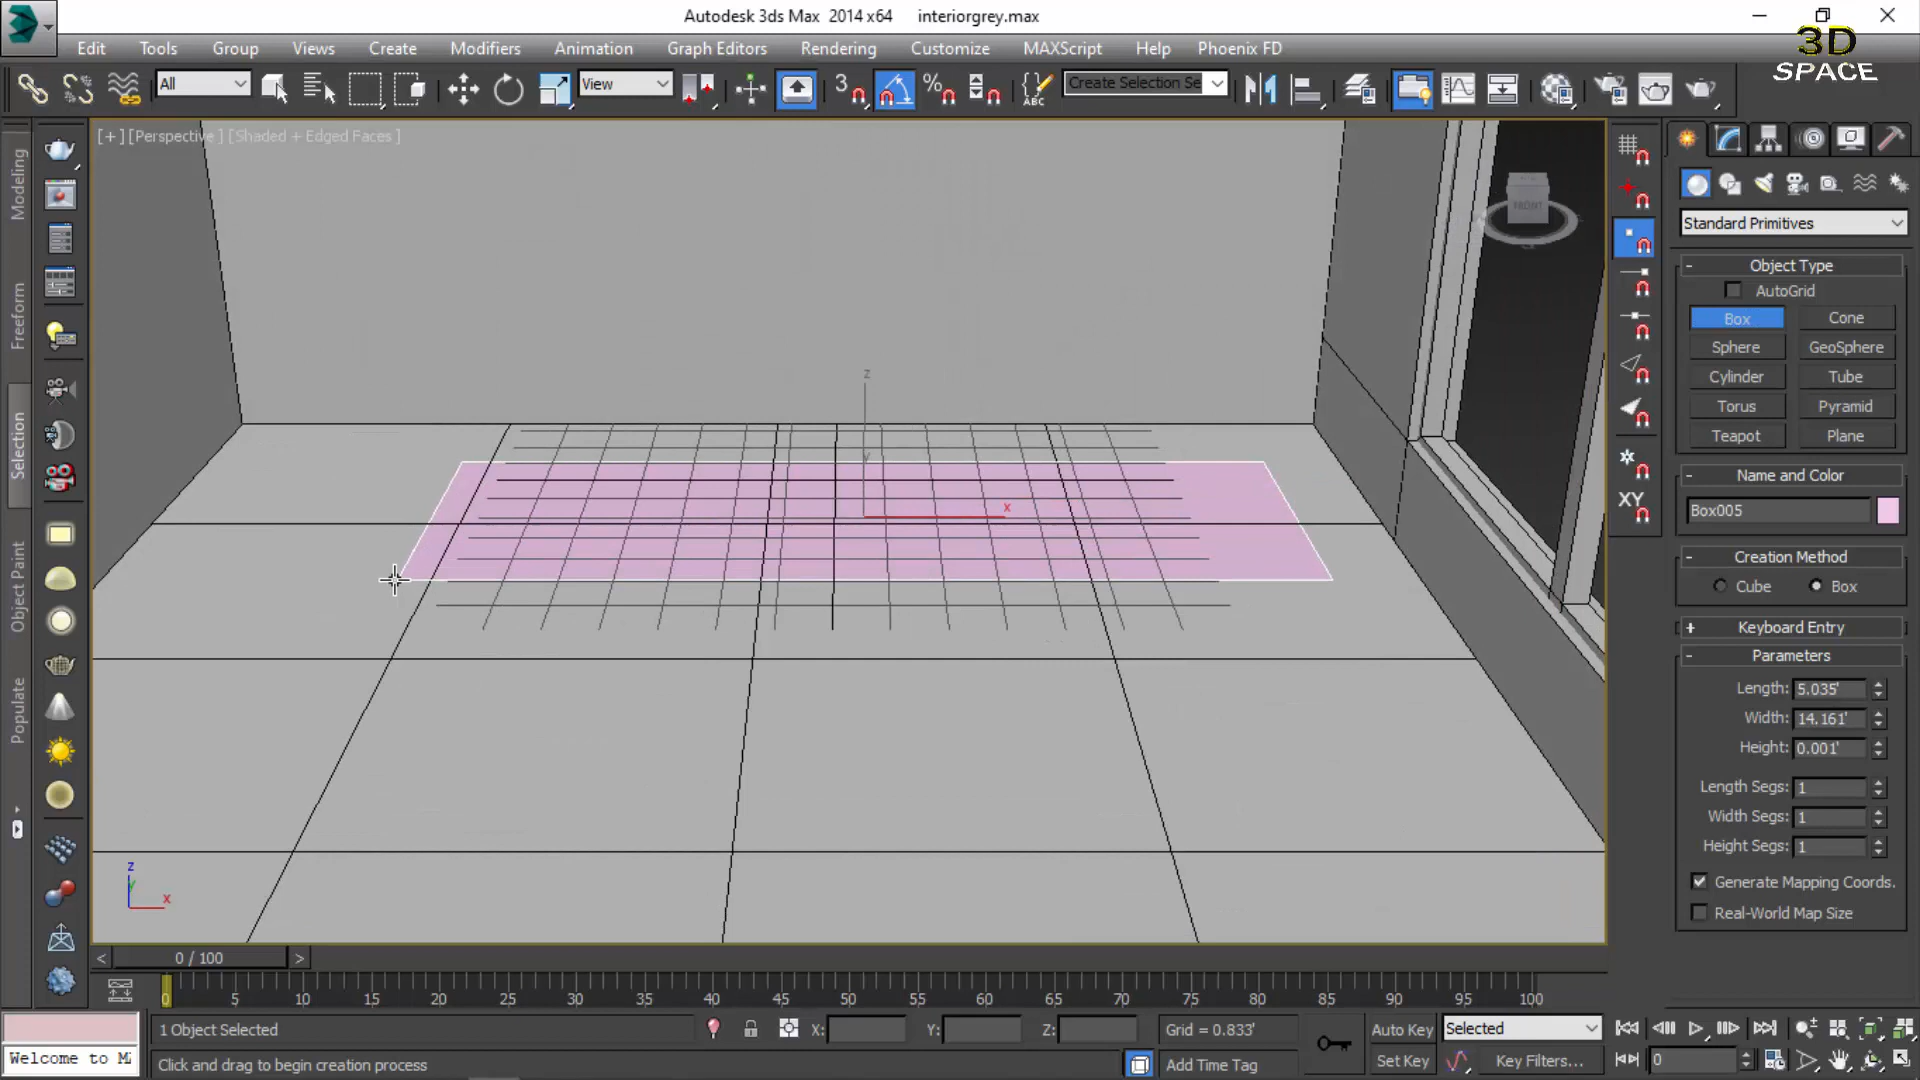 Autodesk 3ds Max 2014 x64 interiorgrey.max
3D
SPACE
Edit Tools Group Views Create Modifiers Animation Graph Editors Rendering Customize MAXScript Help Phoenix FD
All View 3 % ABC Create Selection Se
[+] [Perspective ] [Shaded + Edged Faces ]
Modeling
Freeform
Selection
Object Paint
Populate
FRONT
z
y
x
z
y
x
XY
Standard Primitives
- Object Type
AutoGrid
Box Cone
Sphere GeoSphere
Cylinder Tube
Torus Pyramid
Teapot Plane
- Name and Color
Box005
- Creation Method
Cube Box
+ Keyboard Entry
- Parameters
Length: 5.035'
Width: 14.161'
Height: 0.001'
Length Segs: 1
Width Segs: 1
Height Segs: 1
Generate Mapping Coords.
Real-World Map Size
< 0 / 100 >
0 5 10 15 20 25 30 35 40 45 50 55 60 65 70 75 80 85 90 95 100
1 Object Selected X: Y: Z: Grid = 0.833' Auto Key Selected
Welcome to M Click and drag to begin creation process Add Time Tag Set Key Key Filters... 0